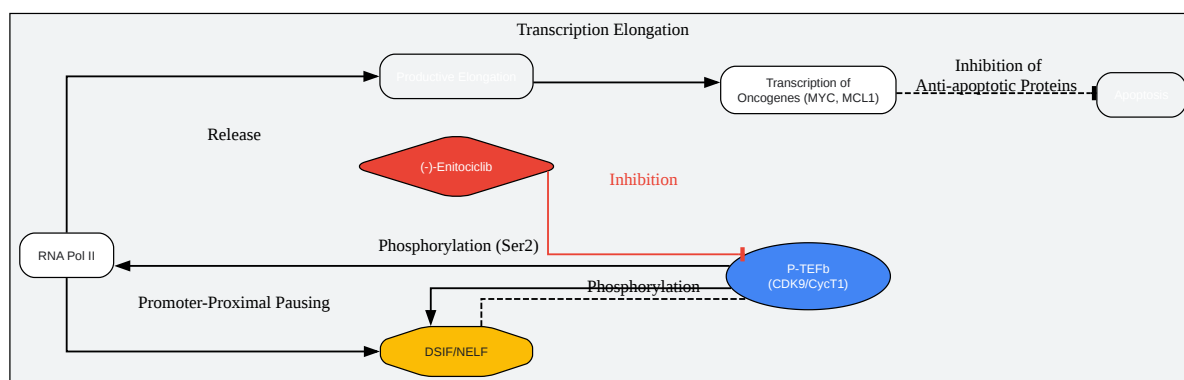 Transcription Elongation
Productive Elongation
Transcription of
Oncogenes (MYC, MCL1)
Inhibition of
Anti-apoptotic Proteins
Apoptosis
Release
(-)-Enitociclib
Inhibition
RNA Pol II
Phosphorylation (Ser2)
P-TEFb
(CDK9/CycT1)
Promoter-Proximal Pausing
Phosphorylation
DSIF/NELF